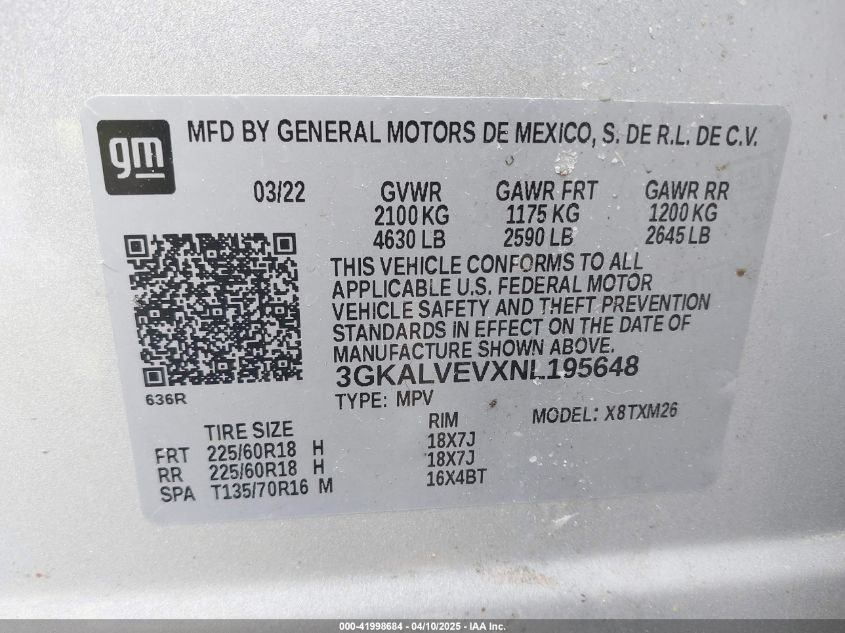 gm
MFD BY GENERAL MOTORS DE MEXICO, S. DE R.L. DE C.V.
03/22 GVWR GAWR FRT GAWR RR
2100 KG 1175 KG 1200 KG
4630 LB 2590 LB 2645 LB
THIS VEHICLE CONFORMS TO ALL
APPLICABLE U.S. FEDERAL MOTOR
VEHICLE SAFETY AND THEFT PREVENTION
STANDARDS IN EFFECT ON THE DATE OF
MANUFACTURE SHOWN ABOVE.
3GKALVEVXNL195648
636R
TYPE: MPV MODEL: X8TXM26
TIRE SIZE RIM
FRT 225/60R18 H 18X7J
RR 225/60R18 H 18X7J
SPA T135/70R16 M 16X4BT
000-41998684 - 04/10/2025 - IAA Inc.